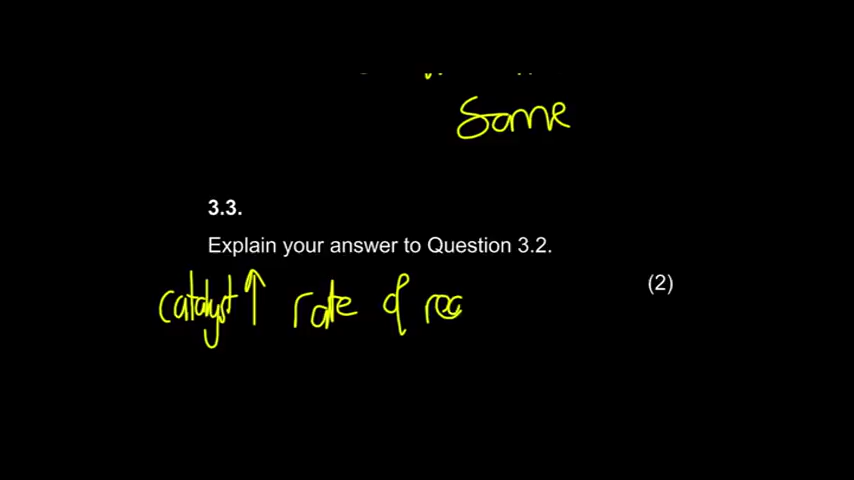 Same
3.3.
Explain your answer to Question 3.2.
(2)
catalyst ↑ rate of rea